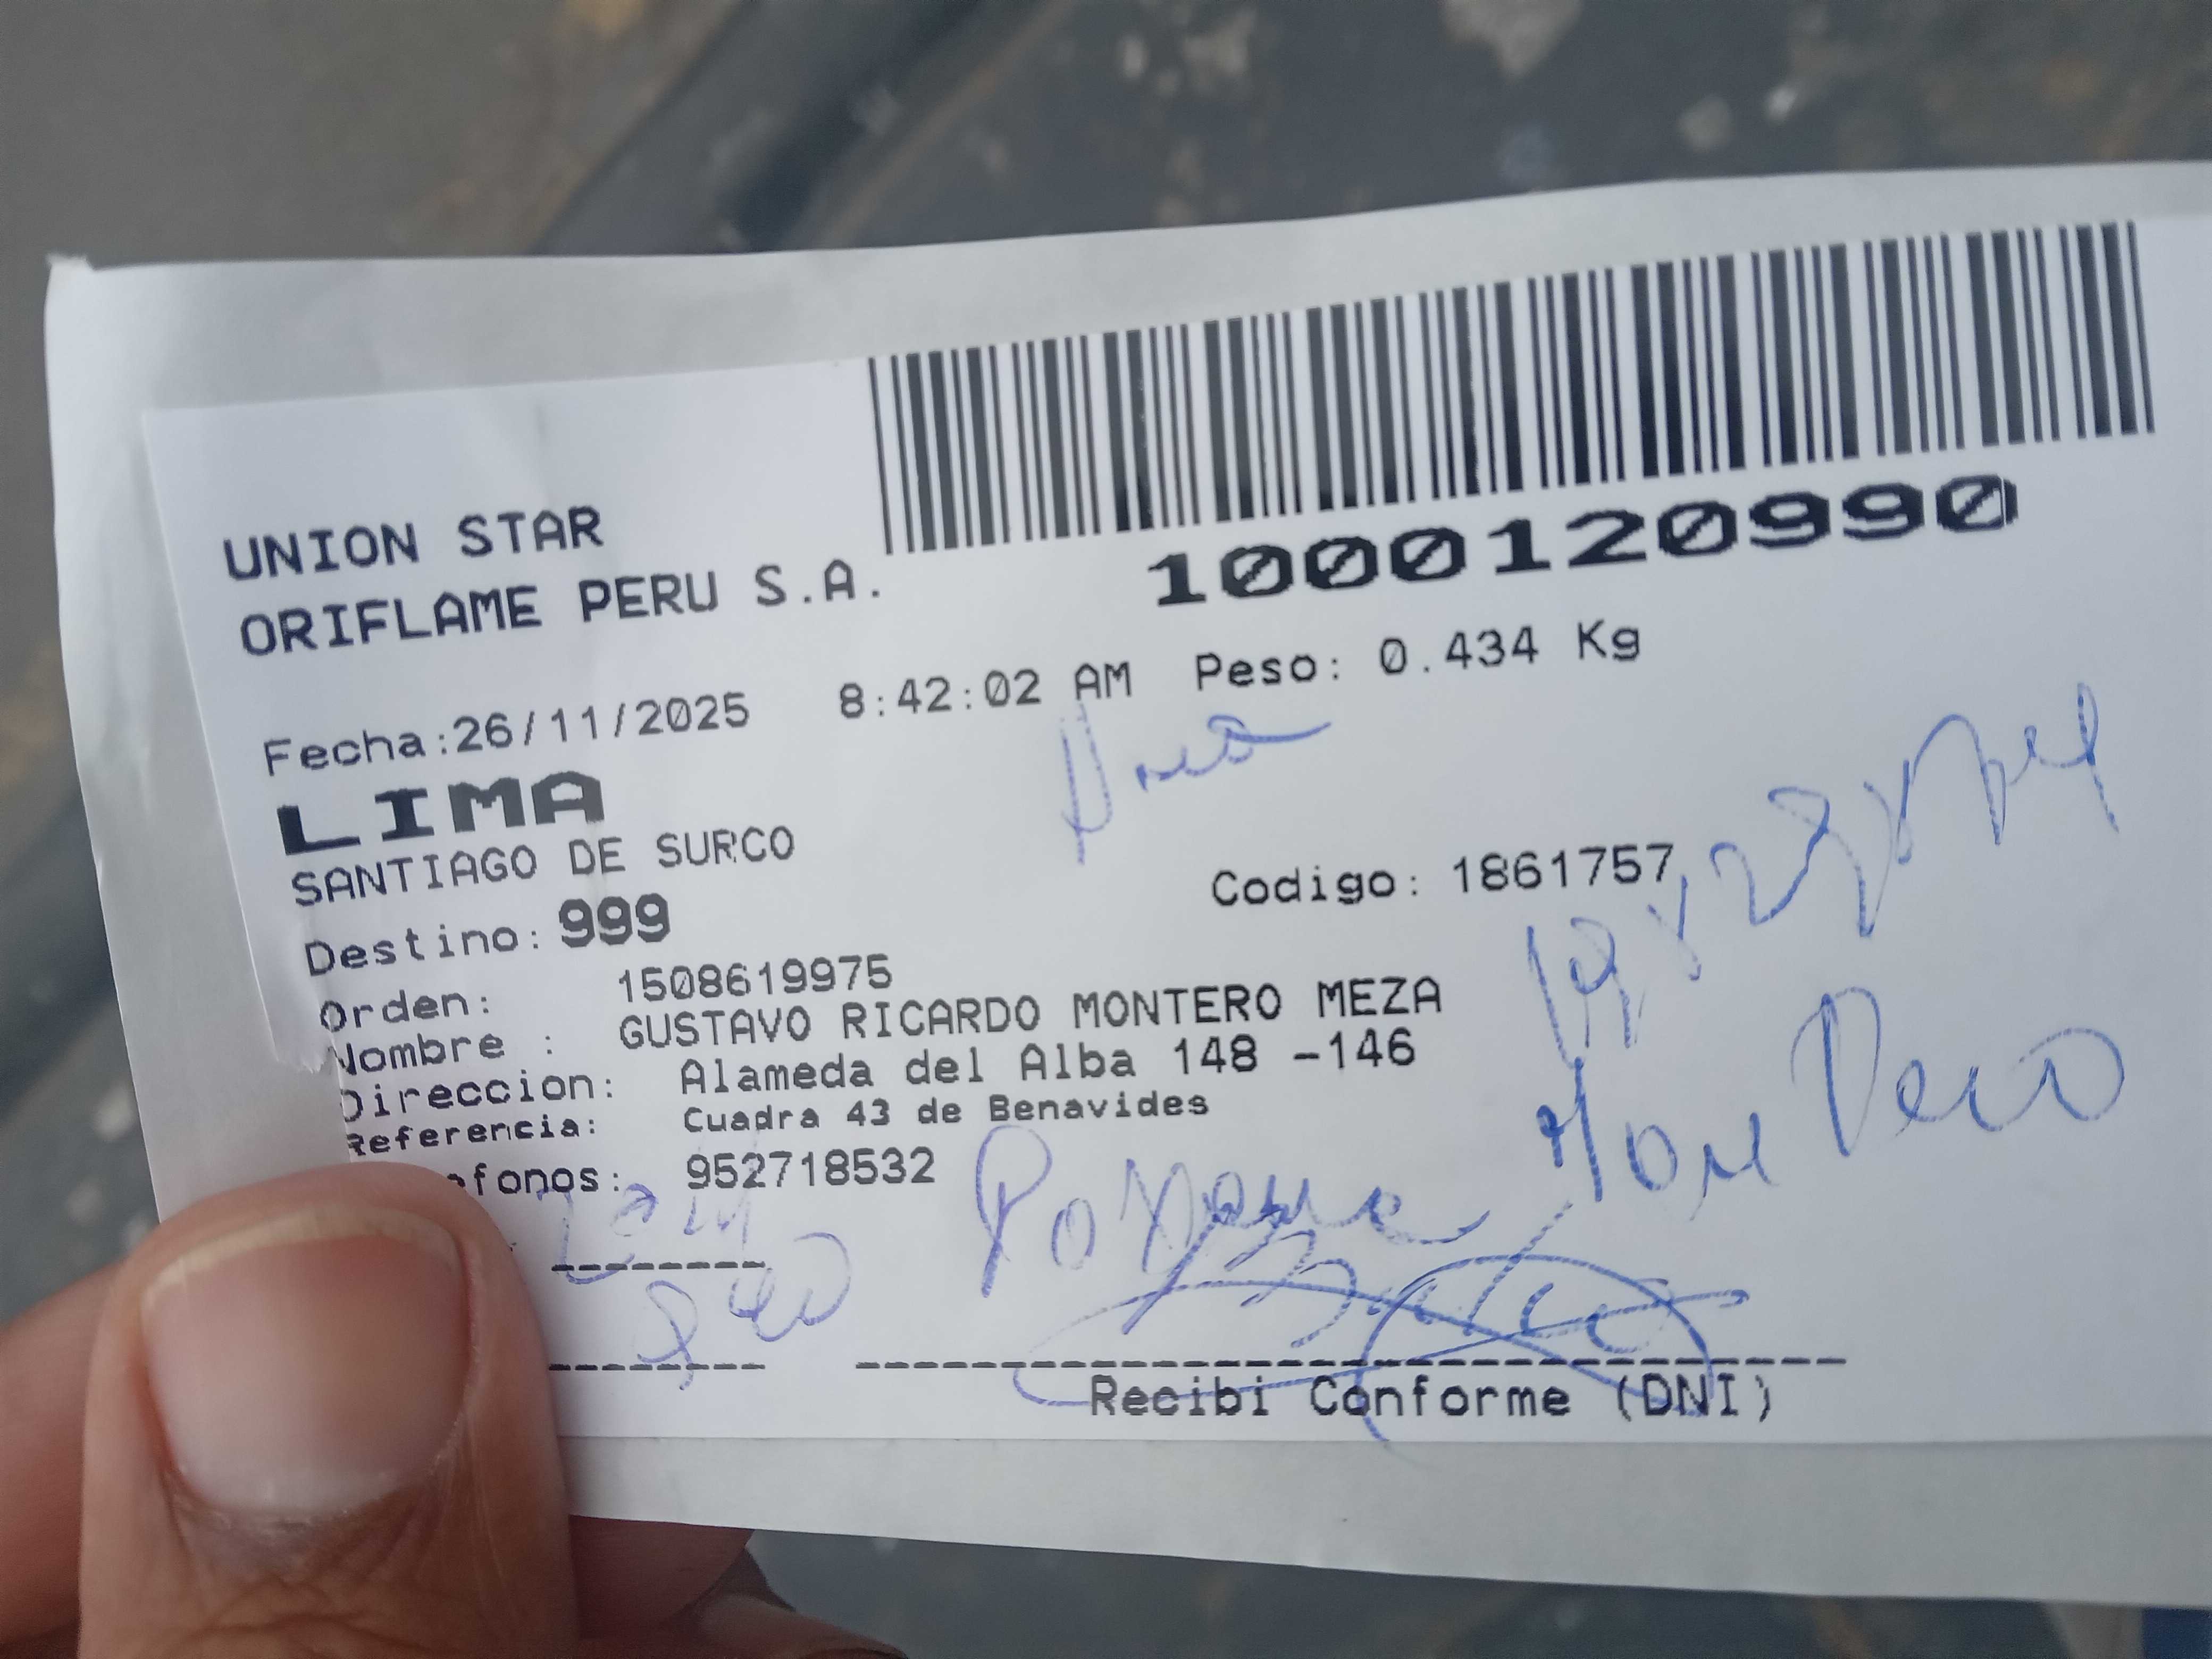 1000120990
UNION STAR
ORIFLAME PERU S.A.
Fecha:26/11/2025 8:42:02 AM Peso: 0.434 Kg
LIMA
SANTIAGO DE SURCO
Destino: 999 Codigo: 1861757
Orden: 1508619975
Nombre : GUSTAVO RICARDO MONTERO MEZA
Direccion: Alameda del Alba 148 -146
Referencia: Cuadra 43 de Benavides
efonos: 952718532
Recibi Conforme (DNI)